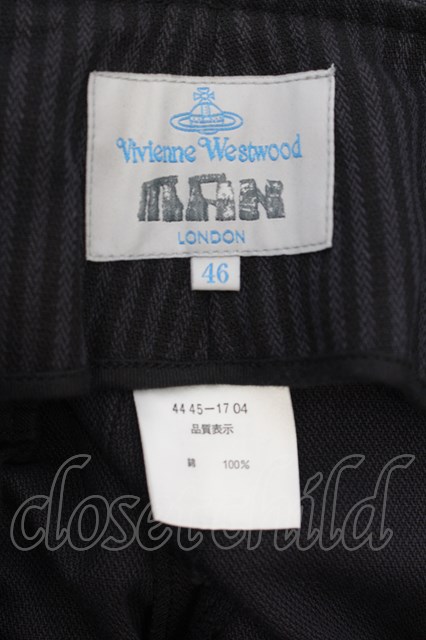 Vivienne Westwood
MAN
LONDON
46
4445-1704
品質表示
綿 100%
closet child